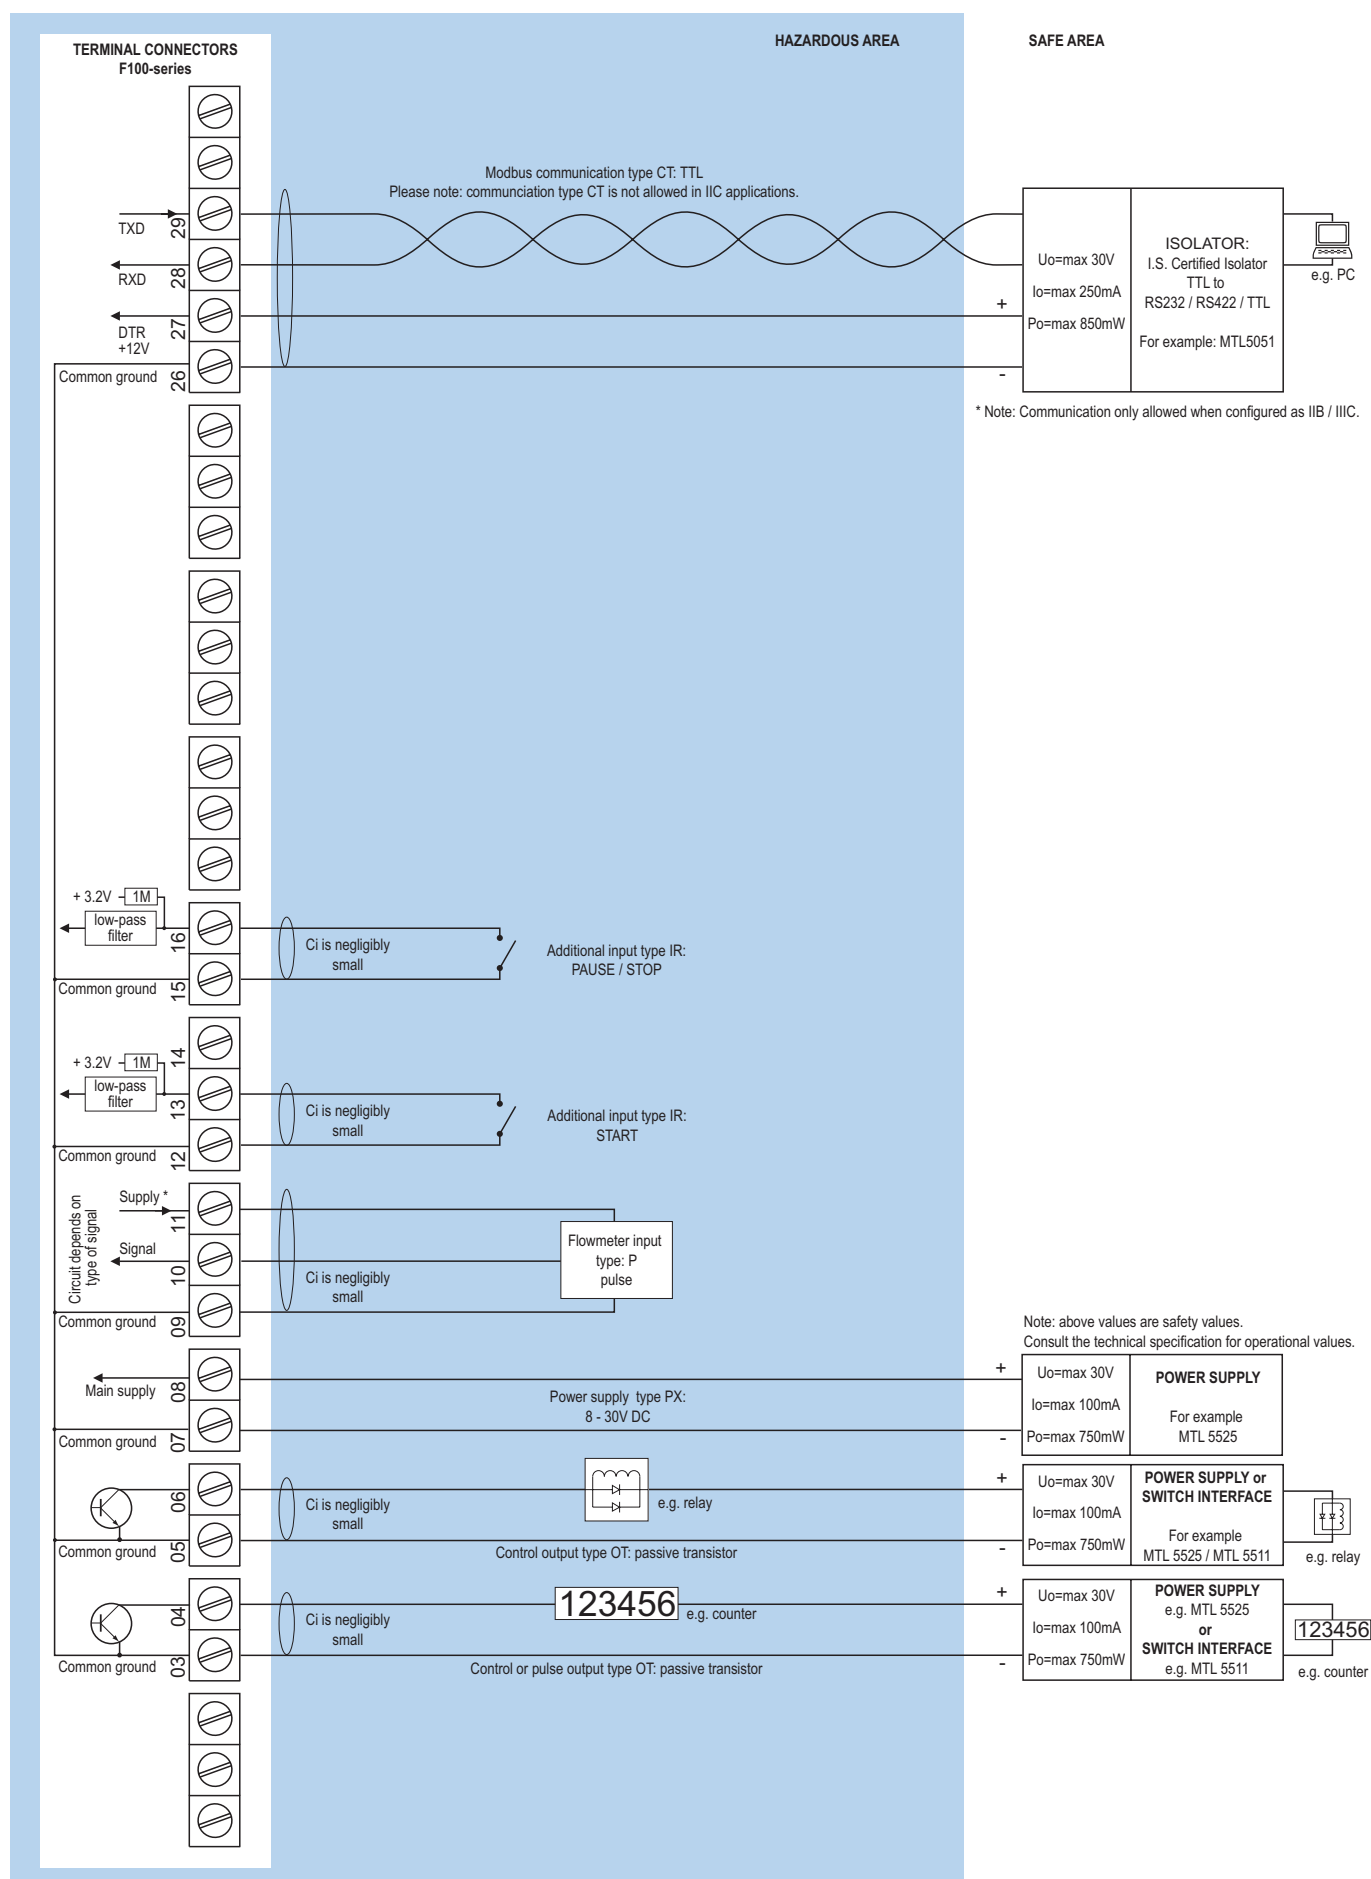 TERMINAL CONNECTORS
F100-series
HAZARDOUS AREA
SAFE AREA
Modbus communication type CT: TTL
Please note: communciation type CT is not allowed in IIC applications.
TXD
29
RXD
28
DTR
+12V
27
Common ground
26
+
-
Uo=max 30V
Io=max 250mA
Po=max 850mW
ISOLATOR:
I.S. Certified Isolator
TTL to
RS232 / RS422 / TTL
For example: MTL5051
e.g. PC
* Note: Communication only allowed when configured as IIB / IIIC.
+ 3.2V
1M
low-pass
filter
16
Common ground
15
Ci is negligibly
small
Additional input type IR:
PAUSE / STOP
14
+ 3.2V
1M
low-pass
filter
13
Common ground
12
Ci is negligibly
small
Additional input type IR:
START
Circuit depends on
type of signal
Supply *
11
Signal
10
Common ground
09
Ci is negligibly
small
Flowmeter input
type: P
pulse
Note: above values are safety values.
Consult the technical specification for operational values.
Main supply
08
Common ground
07
Power supply type PX:
8 - 30V DC
+
-
Uo=max 30V
Io=max 100mA
Po=max 750mW
POWER SUPPLY
For example
MTL 5525
06
Common ground
05
Ci is negligibly
small
e.g. relay
Control output type OT: passive transistor
+
-
Uo=max 30V
Io=max 100mA
Po=max 750mW
POWER SUPPLY or
SWITCH INTERFACE
For example
MTL 5525 / MTL 5511
e.g. relay
04
Common ground
03
Ci is negligibly
small
123456
e.g. counter
Control or pulse output type OT: passive transistor
+
-
Uo=max 30V
Io=max 100mA
Po=max 750mW
POWER SUPPLY
e.g. MTL 5525
or
SWITCH INTERFACE
e.g. MTL 5511
123456
e.g. counter